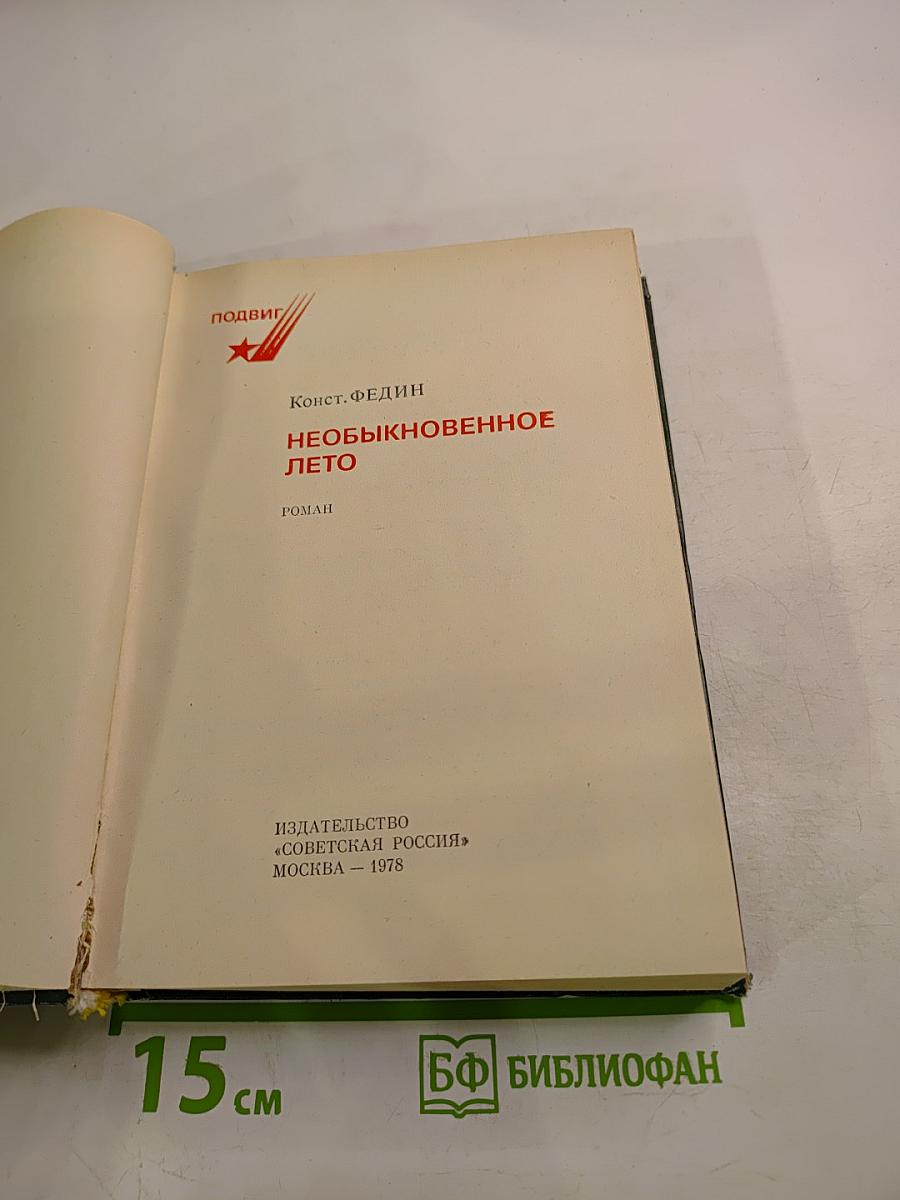 ПОДВИГ
Конст. ФЕДИН
НЕОБЫКНОВЕННОЕ
ЛЕТО
РОМАН
ИЗДАТЕЛЬСТВО
«СОВЕТСКАЯ РОССИЯ»
МОСКВА — 1978
15 см
БФ БИБЛИОФАН